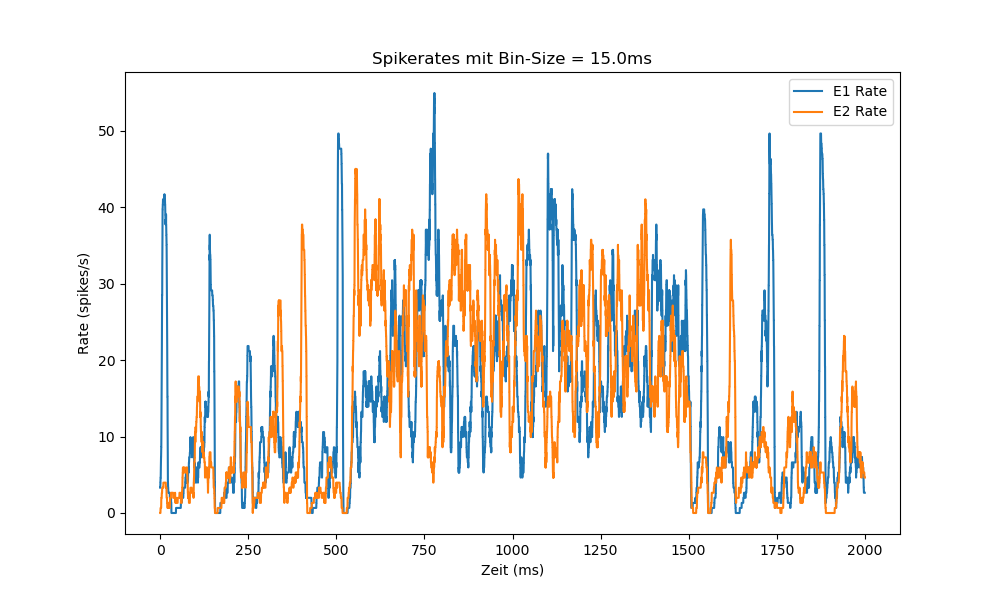 Spikerates mit Bin-Size = 15.0ms
E1 Rate
E2 Rate
Rate (spikes/s)
50
40
30
20
10
0
0 250 500 750 1000 1250 1500 1750 2000
Zeit (ms)